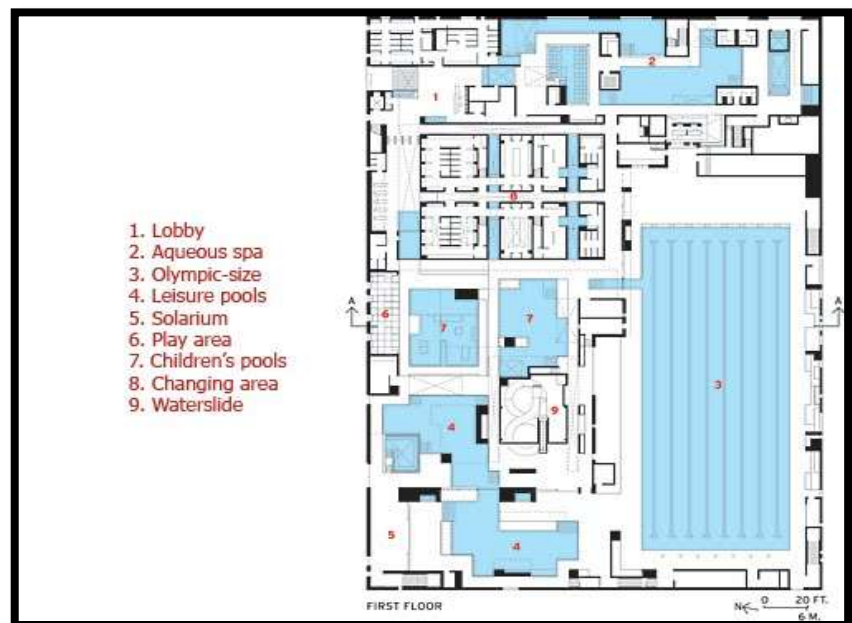 1. Lobby
2. Aqueous spa
3. Olympic-size
4. Leisure pools
5. Solarium
6. Play area
7. Children's pools
8. Changing area
9. Waterslide
1
2
8
A
6
7
7
A
3
9
4
5
4
FIRST FLOOR
N
0 20 FT.
6 M.